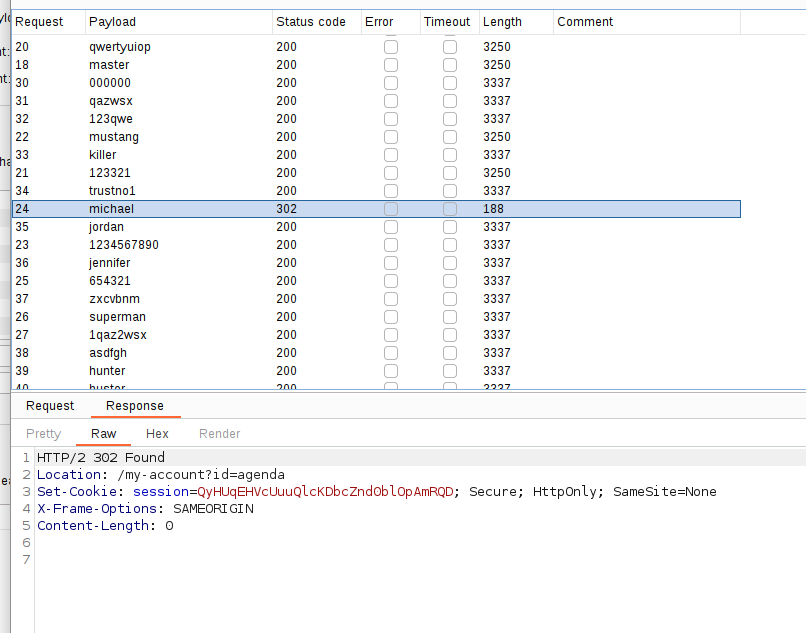 Request Payload Status code Error Timeout Length Comment
20 qwertyuiop 200 3250
18 master 200 3250
30 000000 200 3337
31 qazwsx 200 3337
32 123qwe 200 3337
22 mustang 200 3250
33 killer 200 3337
21 123321 200 3250
34 trustno1 200 3337
24 michael 302 188
35 jordan 200 3337
23 1234567890 200 3337
36 jennifer 200 3337
25 654321 200 3337
37 zxcvbnm 200 3337
26 superman 200 3337
27 1qaz2wsx 200 3337
38 asdfgh 200 3337
39 hunter 200 3337
40 buster 200 3337
Request Response
Pretty Raw Hex Render
1 HTTP/2 302 Found
2 Location: /my-account?id=agenda
3 Set-Cookie: session=QyHUqEHVcUuuQlcKDbcZndOblOpAmRQD; Secure; HttpOnly; SameSite=None
4 X-Frame-Options: SAMEORIGIN
5 Content-Length: 0
6
7